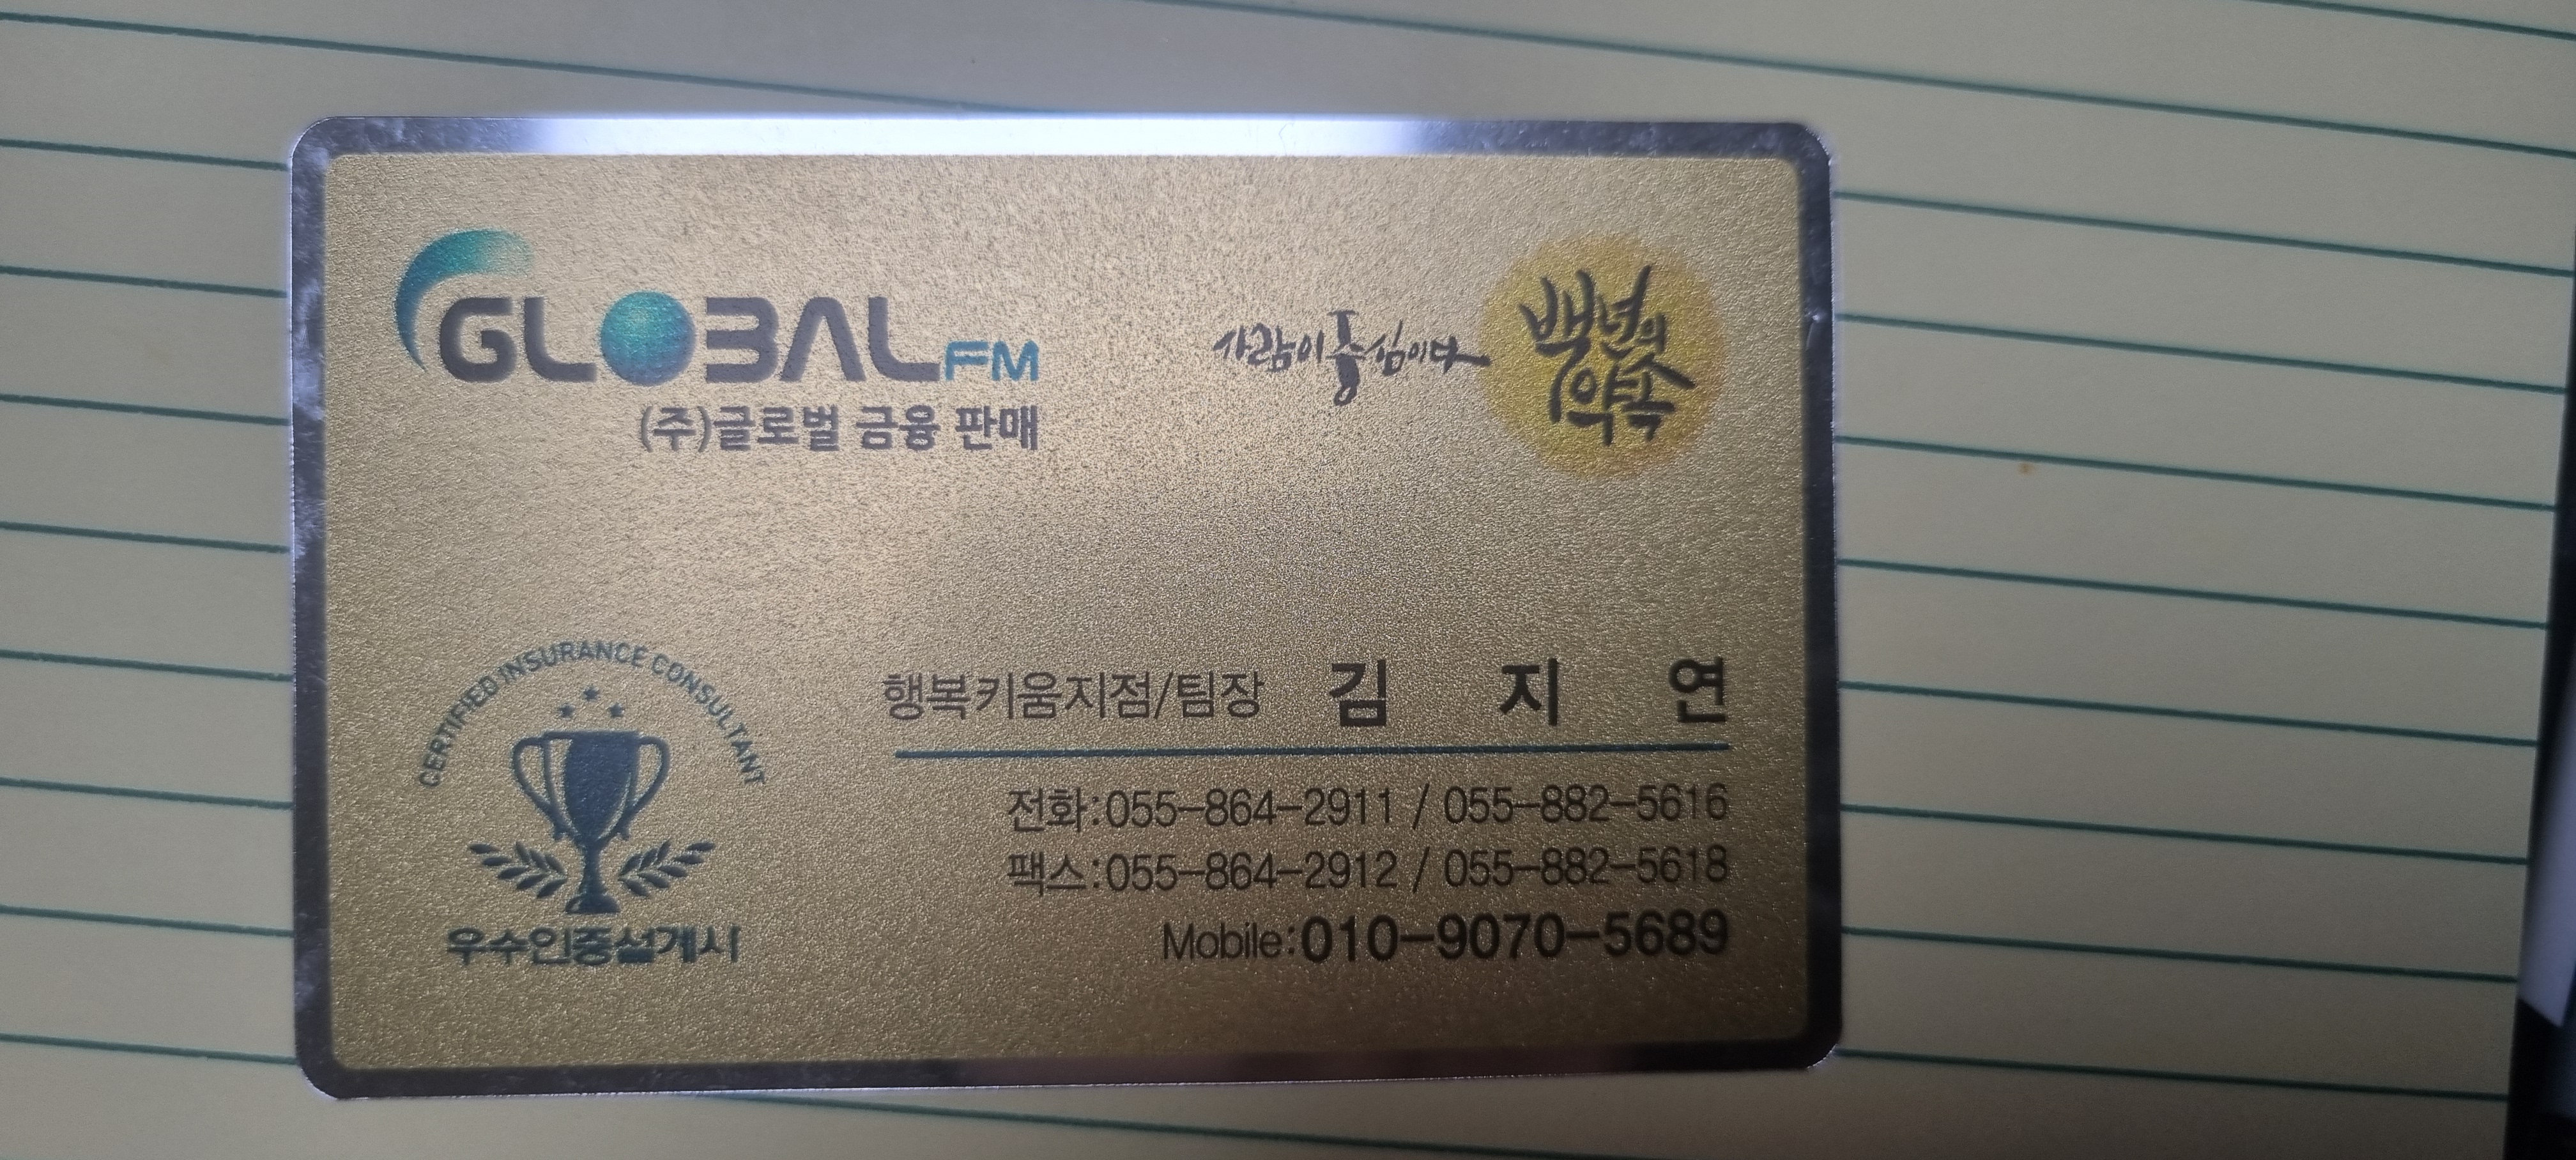 GLOBAL FM
(주)글로벌 금융 판매
사람이 중심이다
백년의
약속
CERTIFIED INSURANCE CONSULTANT
우수인증설계사
행복키움지점/팀장 김 지 연
전화:055-864-2911 / 055-882-5616
팩스:055-864-2912 / 055-882-5618
Mobile:010-9070-5689